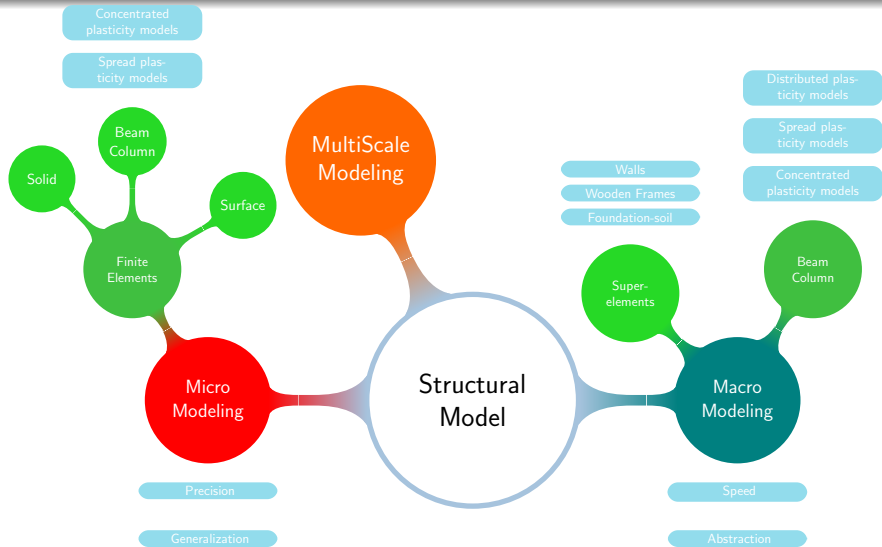 Concentrated
plasticity models
Spread plas-
ticity models
Beam
Column
Solid
Surface
Finite
Elements
MultiScale
Modeling
Micro
Modeling
Precision
Generalization
Structural
Model
Walls
Wooden Frames
Foundation-soil
Super-
elements
Distributed plas-
ticity models
Spread plas-
ticity models
Concentrated
plasticity models
Beam
Column
Macro
Modeling
Speed
Abstraction